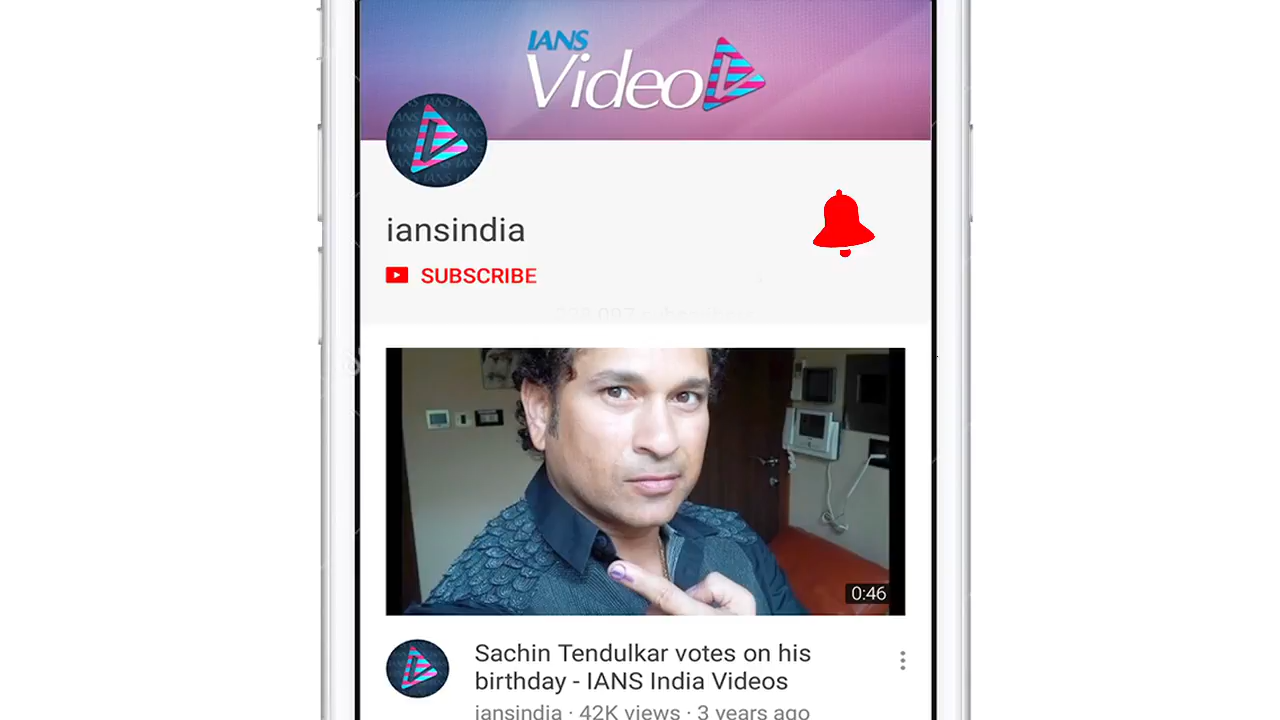 IANS
Video
iansindia
SUBSCRIBE
0:46
Sachin Tendulkar votes on his
birthday - IANS India Videos
iansindia · 42K views · 3 years ago